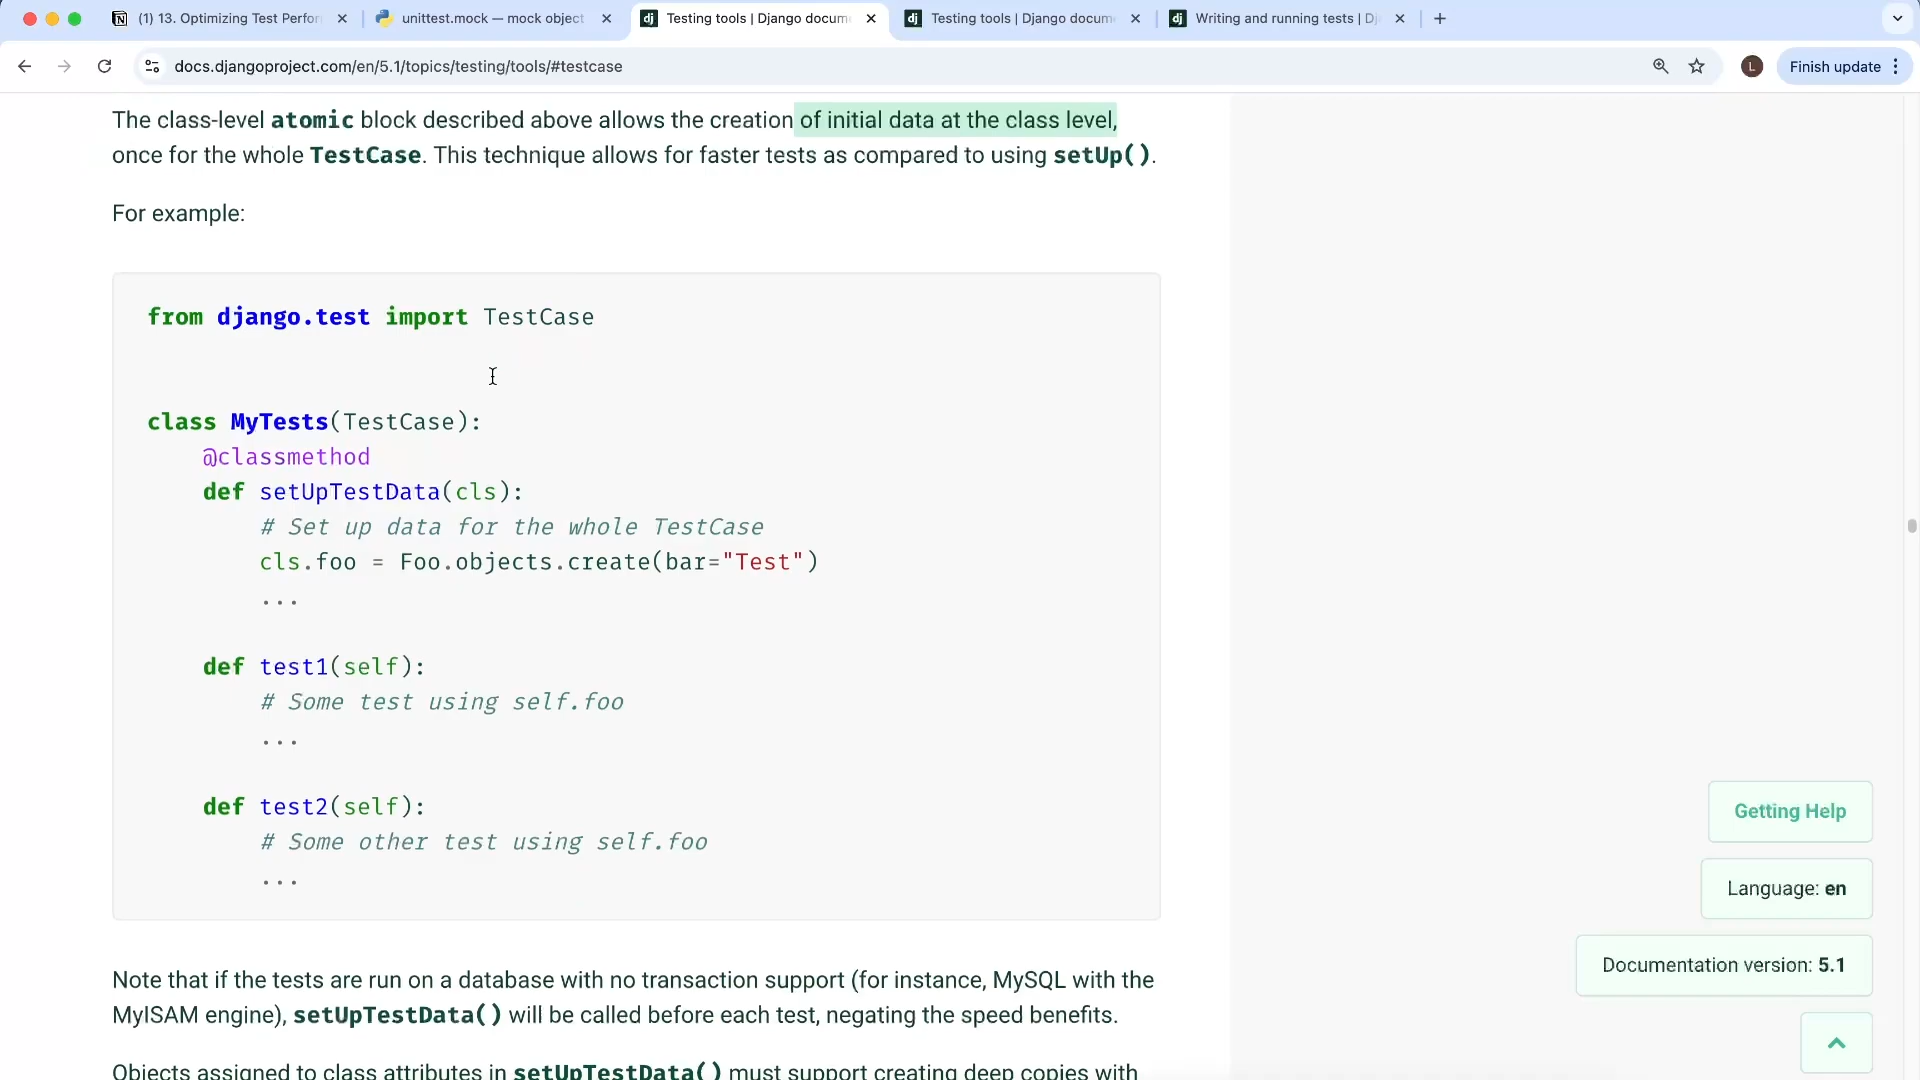 (1) 13. Optimizing Test Perfor
unittest.mock — mock object
Testing tools | Django docum
Testing tools | Django docum
Writing and running tests | Dj
docs.djangoproject.com/en/5.1/topics/testing/tools/#testcase
L
Finish update
The class-level atomic block described above allows the creation of initial data at the class level,
once for the whole TestCase. This technique allows for faster tests as compared to using setUp().
For example:
from django.test import TestCase
class MyTests(TestCase):
    @classmethod
    def setUpTestData(cls):
        # Set up data for the whole TestCase
        cls.foo = Foo.objects.create(bar="Test")
        ...
    def test1(self):
        # Some test using self.foo
        ...
    def test2(self):
        # Some other test using self.foo
        ...
Note that if the tests are run on a database with no transaction support (for instance, MySQL with the
MyISAM engine), setUpTestData() will be called before each test, negating the speed benefits.
Objects assigned to class attributes in setUpTestData() must support creating deep copies with
Getting Help
Language: en
Documentation version: 5.1